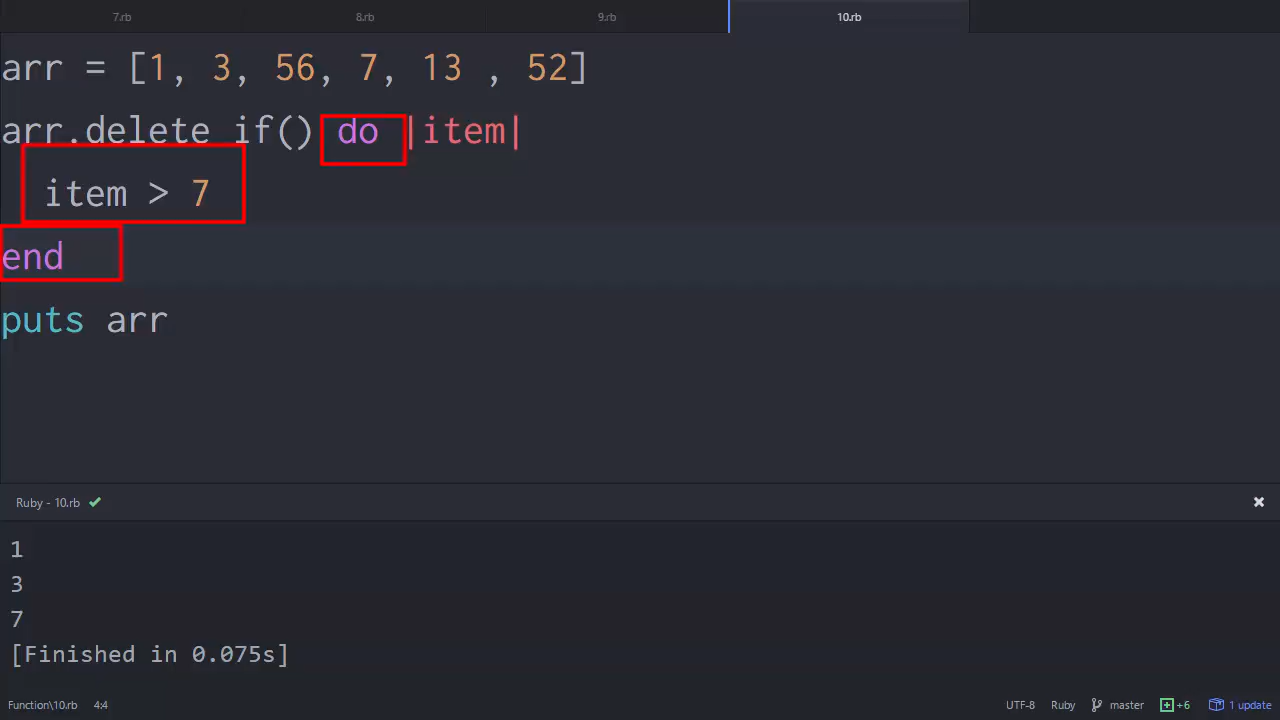 7.rb 8.rb 9.rb 10.rb
arr = [1, 3, 56, 7, 13 , 52]
arr.delete if() do |item|
item > 7
end
puts arr
Ruby - 10.rb
1
3
7
[Finished in 0.075s]
Function\10.rb 4:4 UTF-8 Ruby master +6 1 update